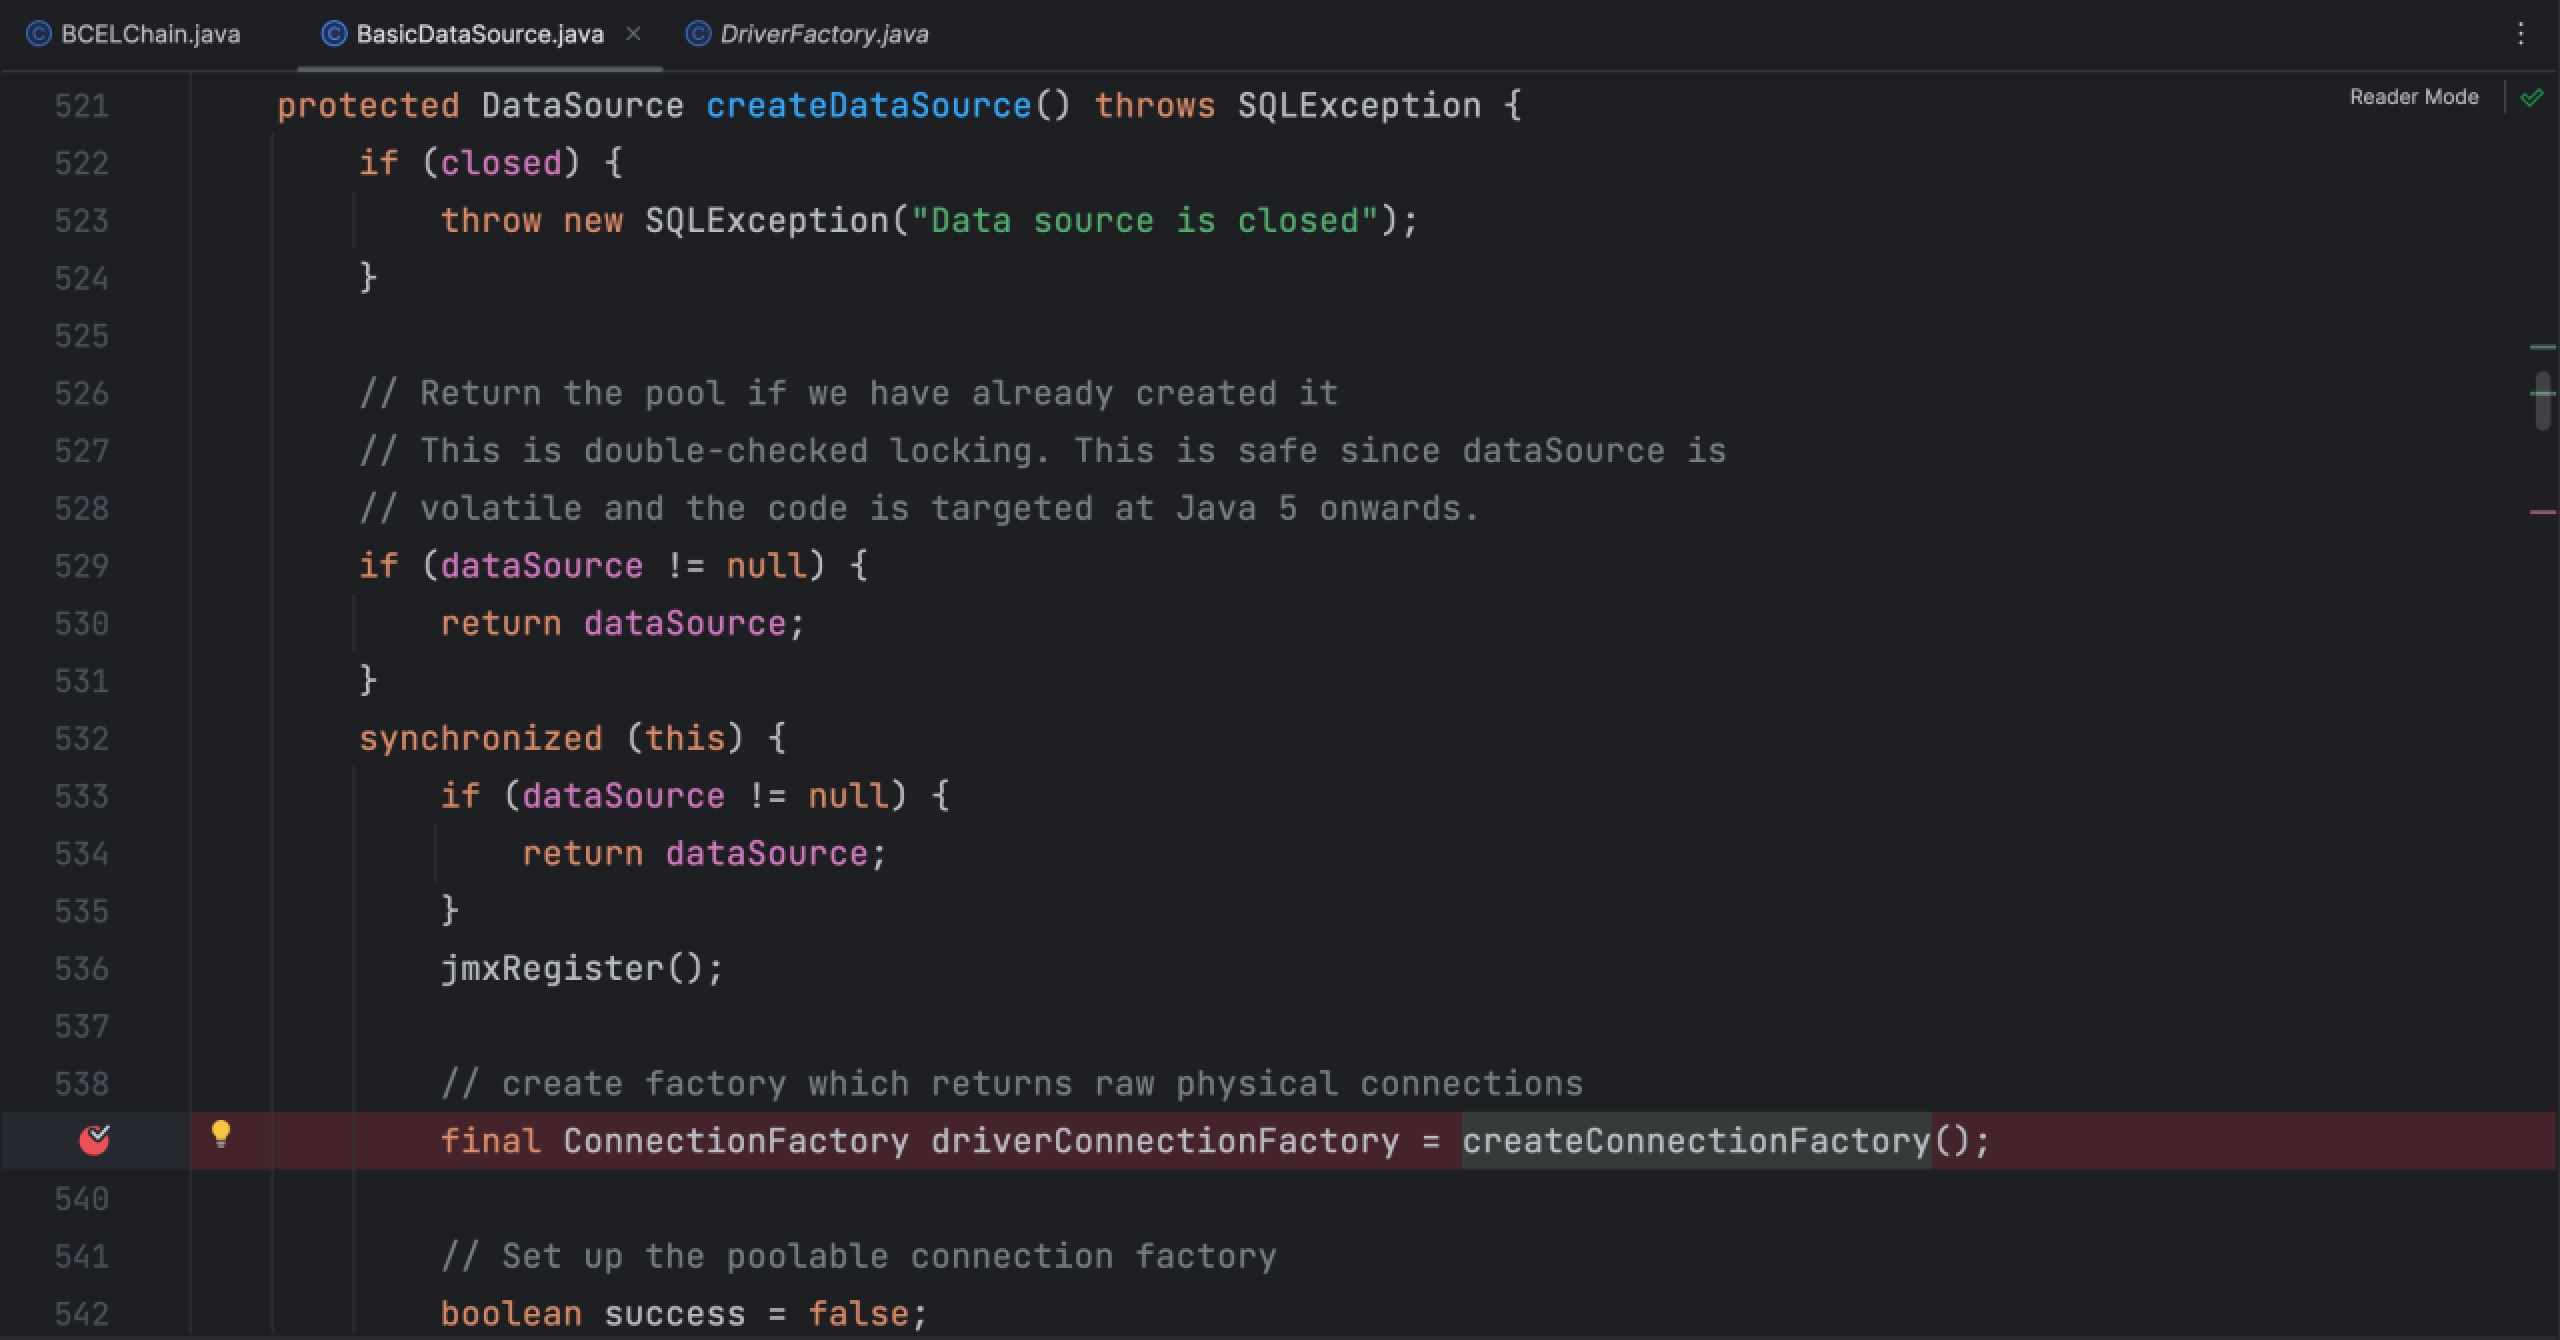 BCELChain.java BasicDataSource.java DriverFactory.java
Reader Mode
521 protected DataSource createDataSource() throws SQLException {
522 if (closed) {
523 throw new SQLException("Data source is closed");
524 }
525
526 // Return the pool if we have already created it
527 // This is double-checked locking. This is safe since dataSource is
528 // volatile and the code is targeted at Java 5 onwards.
529 if (dataSource != null) {
530 return dataSource;
531 }
532 synchronized (this) {
533 if (dataSource != null) {
534 return dataSource;
535 }
536 jmxRegister();
537
538 // create factory which returns raw physical connections
final ConnectionFactory driverConnectionFactory = createConnectionFactory();
540
541 // Set up the poolable connection factory
542 boolean success = false;